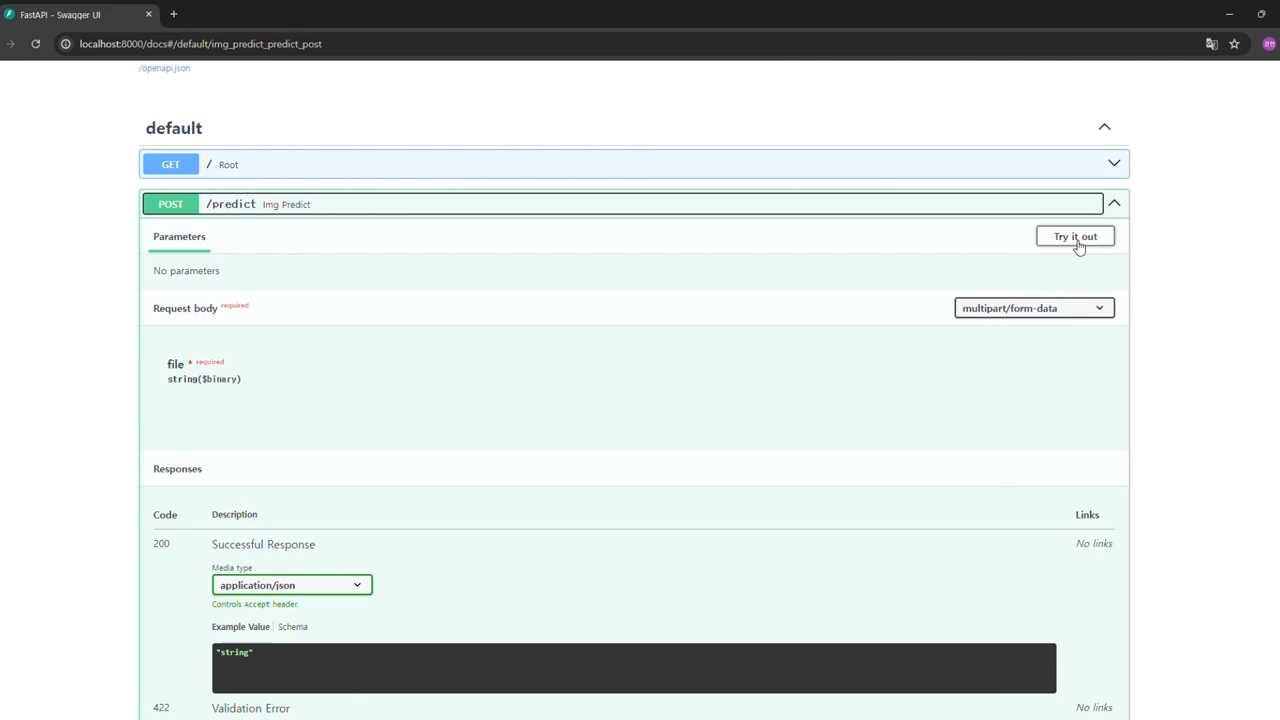 FastAPI - Swagger UI
localhost:8000/docs#/default/img_predict_predict_post
/openapi.json
default
GET / Root
POST /predict Img Predict
Parameters
Try it out
No parameters
Request body required
multipart/form-data
file * required
string($binary)
Responses
Code Description Links
200 Successful Response No links
Media type
application/json
Controls Accept header.
Example Value Schema
"string"
422 Validation Error No links